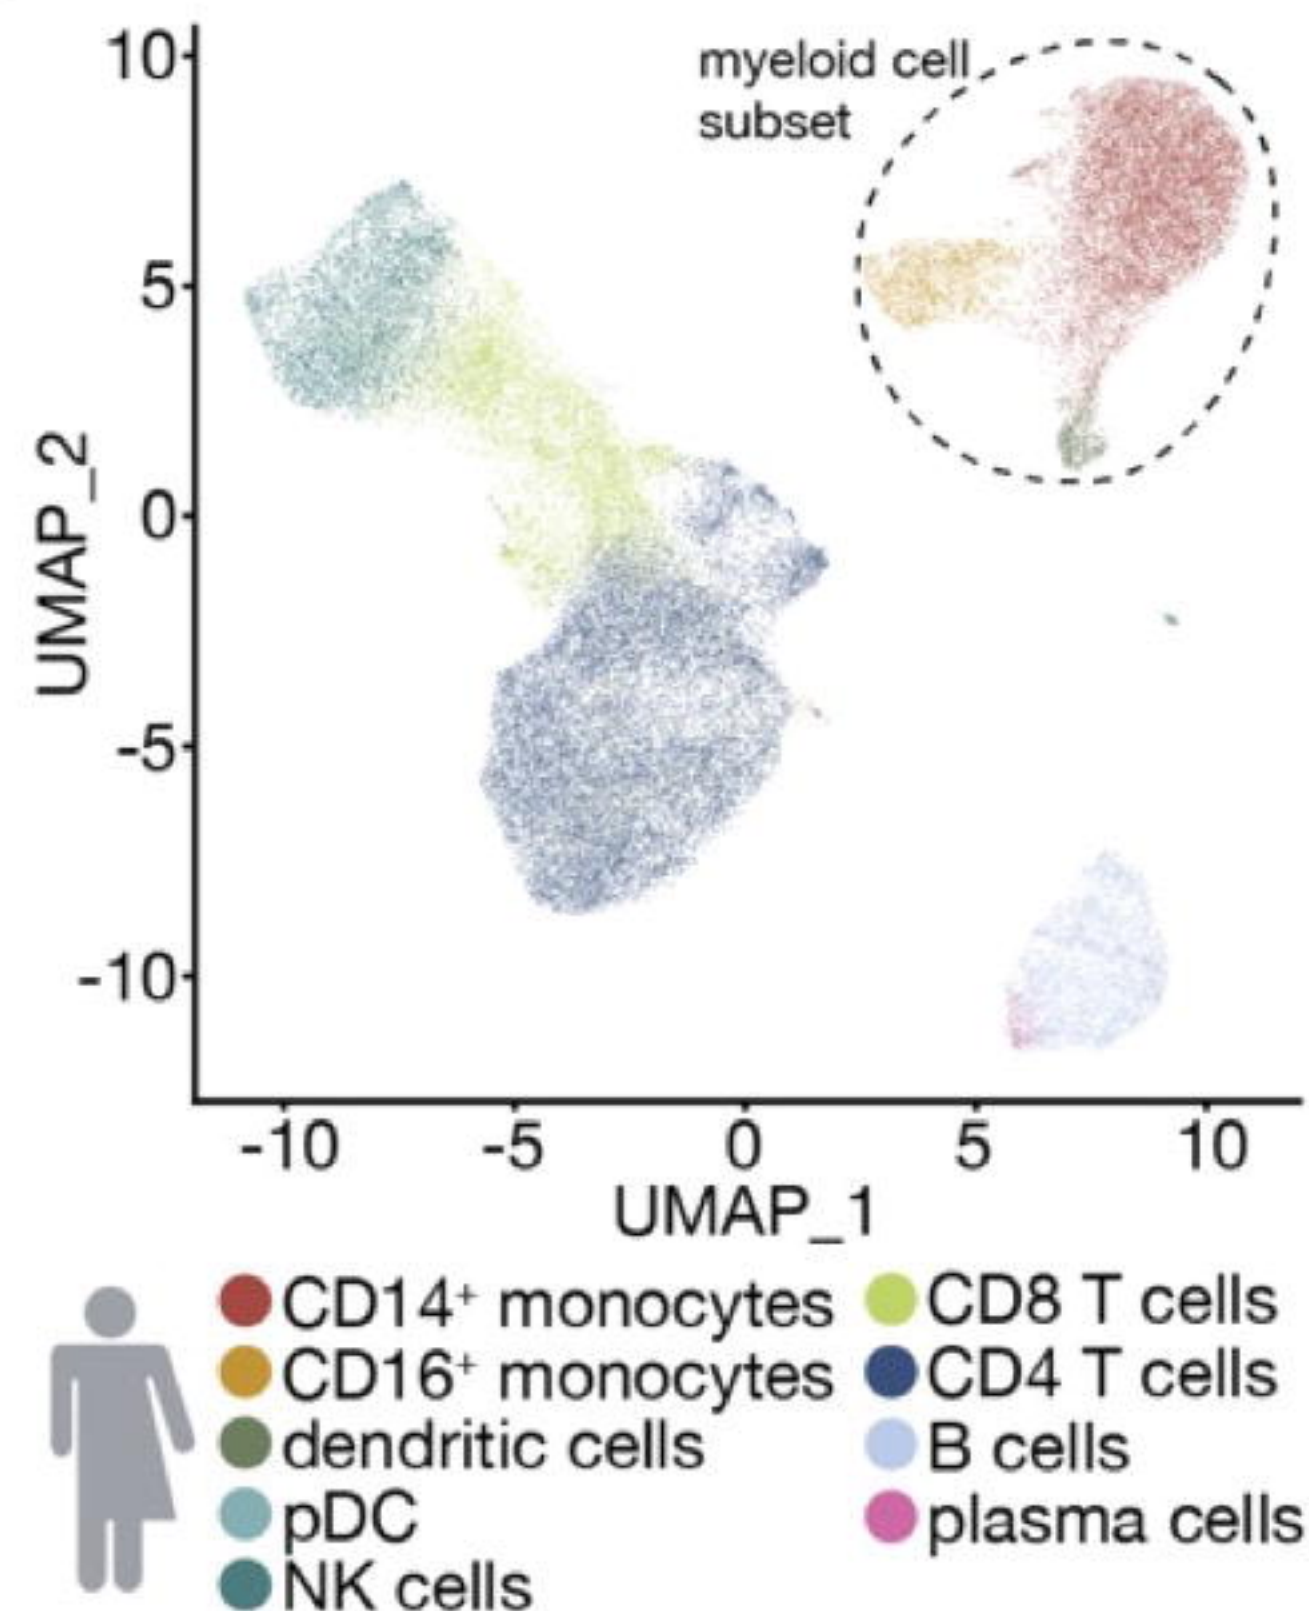 10
myeloid cell
subset
5
0
-5
-10
UMAP_2
-10 -5 0 5 10
UMAP_1
CD14⁺ monocytes
CD16⁺ monocytes
dendritic cells
pDC
NK cells
CD8 T cells
CD4 T cells
B cells
plasma cells